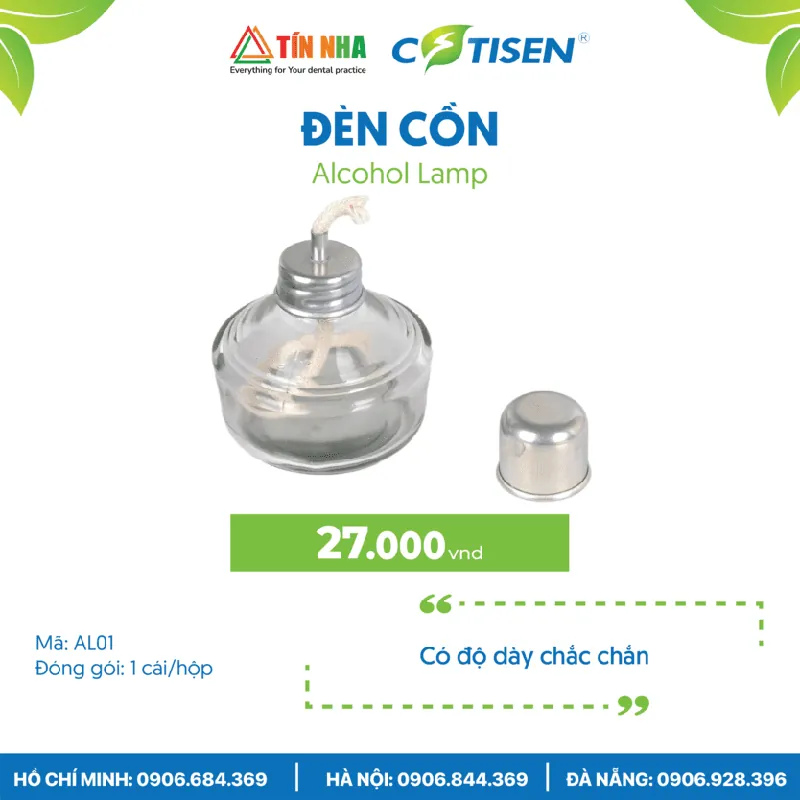 TÍN NHA
Everything for Your dental practice
COTISEN®
ĐÈN CỒN
Alcohol Lamp
27.000 vnd
Mã: AL01
Đóng gói: 1 cái/hộp
“
Có độ dày chắc chắn
”
HỒ CHÍ MINH: 0906.684.369 | HÀ NỘI: 0906.844.369 | ĐÀ NẴNG: 0906.928.396